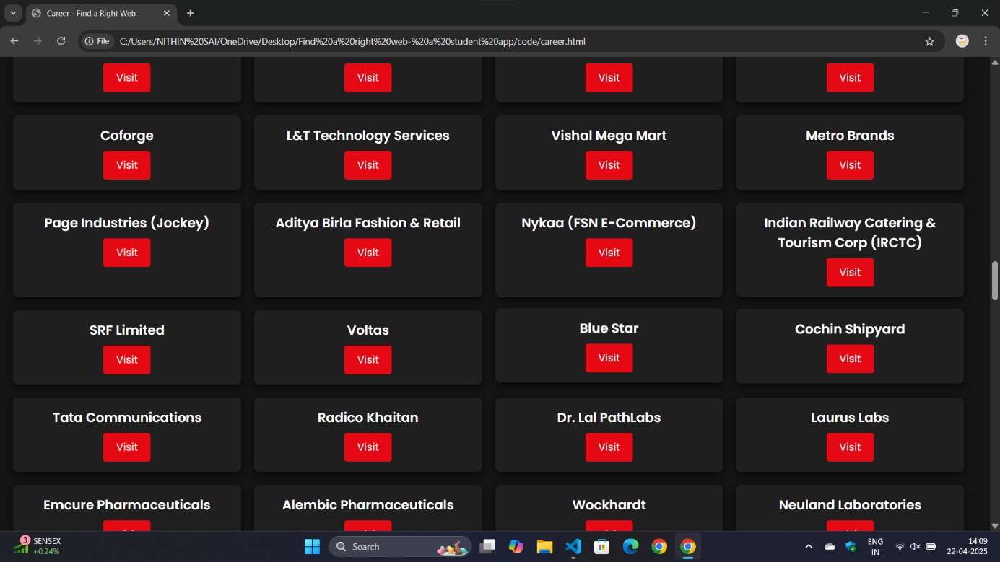 Career - Find a Right Web
File
C:/Users/NITHIN%20SAI/OneDrive/Desktop/Find%20a%20right%20web-%20a%20student%20app/code/career.html
Visit Visit Visit Visit
Coforge L&T Technology Services Vishal Mega Mart Metro Brands
Visit Visit Visit Visit
Page Industries (Jockey) Aditya Birla Fashion & Retail Nykaa (FSN E-Commerce) Indian Railway Catering &
Tourism Corp (IRCTC)
Visit Visit Visit Visit
SRF Limited Voltas Blue Star Cochin Shipyard
Visit Visit Visit Visit
Tata Communications Radico Khaitan Dr. Lal PathLabs Laurus Labs
Visit Visit Visit Visit
Emcure Pharmaceuticals Alembic Pharmaceuticals Wockhardt Neuland Laboratories
3 SENSEX
+0.24%
Search
ENG
IN
14:09
22-04-2025